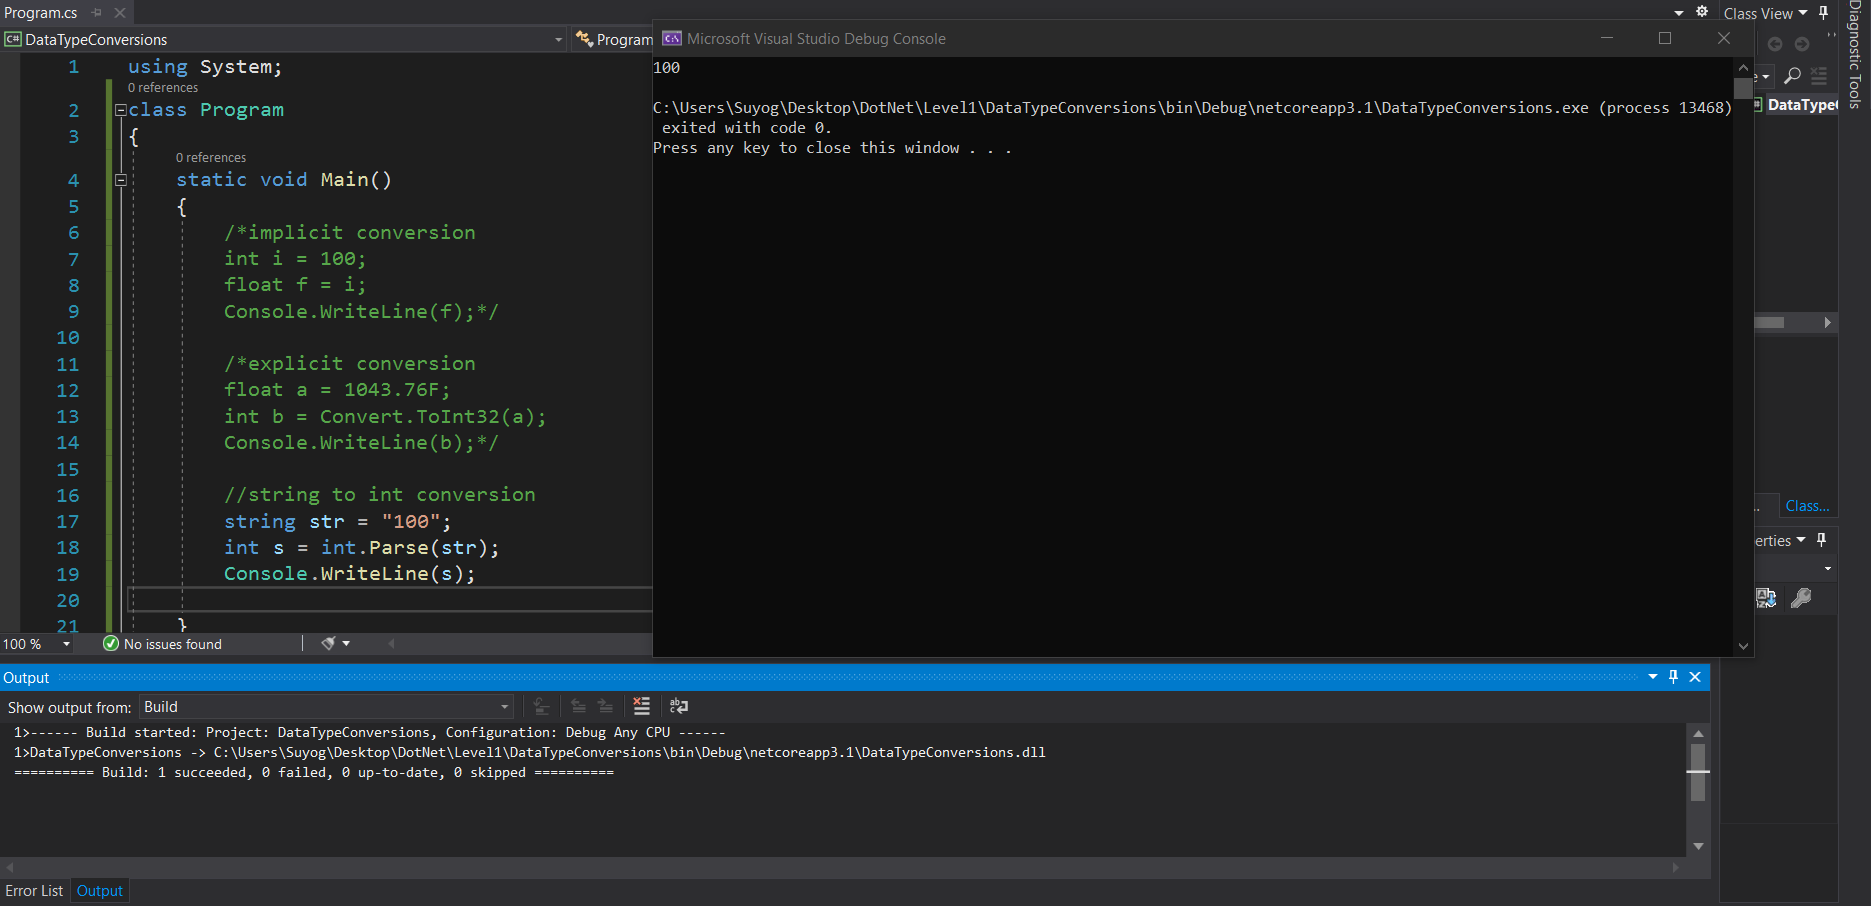 Program.cs
Class View
Diagnostic Tools
DataTypeConversions
Program
Microsoft Visual Studio Debug Console
1 using System;
0 references
2 class Program
3 {
0 references
4 static void Main()
5 {
6 /*implicit conversion
7 int i = 100;
8 float f = i;
9 Console.WriteLine(f);*/
10
11 /*explicit conversion
12 float a = 1043.76F;
13 int b = Convert.ToInt32(a);
14 Console.WriteLine(b);*/
15
16 //string to int conversion
17 string str = "100";
18 int s = int.Parse(str);
19 Console.WriteLine(s);
20
21 }
100 %
No issues found
100
C:\Users\Suyog\Desktop\DotNet\Level1\DataTypeConversions\bin\Debug\netcoreapp3.1\DataTypeConversions.exe (process 13468)
exited with code 0.
Press any key to close this window . . .
DataTypeC
Class...
erties
Output
Show output from: Build
1>------ Build started: Project: DataTypeConversions, Configuration: Debug Any CPU ------
1>DataTypeConversions -> C:\Users\Suyog\Desktop\DotNet\Level1\DataTypeConversions\bin\Debug\netcoreapp3.1\DataTypeConversions.dll
========== Build: 1 succeeded, 0 failed, 0 up-to-date, 0 skipped ==========
Error List
Output